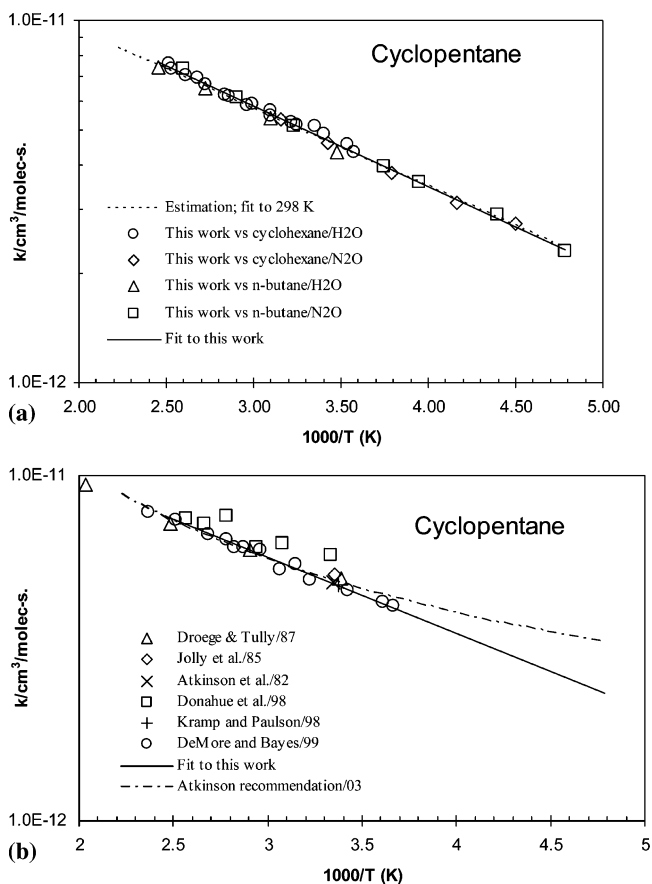 1.0E-11
Cyclopentane
k/cm³/molec-s.
Estimation; fit to 298 K
This work vs cyclohexane/H2O
This work vs cyclohexane/N2O
This work vs n-butane/H2O
This work vs n-butane/N2O
Fit to this work
1.0E-12
(a)
2.00 2.50 3.00 3.50 4.00 4.50 5.00
1000/T (K)
1.0E-11
Cyclopentane
k/cm³/molec-s.
Droege & Tully/87
Jolly et al./85
Atkinson et al./82
Donahue et al./98
Kramp and Paulson/98
DeMore and Bayes/99
Fit to this work
Atkinson recommendation/03
1.0E-12
(b)
2 2.5 3 3.5 4 4.5 5
1000/T (K)